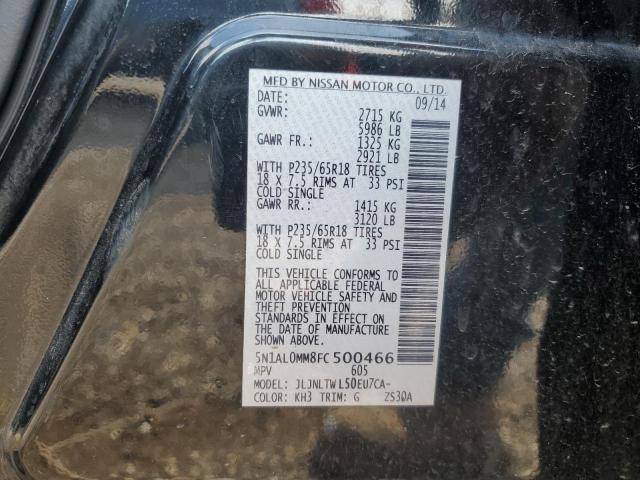 MFD BY NISSAN MOTOR CO., LTD.
DATE: 09/14
GVWR: 2715 KG
5986 LB
GAWR FR: 1325 KG
2921 LB
WITH P235/65R18 TIRES
18 X 7.5 RIMS AT 33 PSI
COLD SINGLE
GAWR RR.: 1415 KG
3120 LB
WITH P235/65R18 TIRES
18 X 7.5 RIMS AT 33 PSI
COLD SINGLE
THIS VEHICLE CONFORMS TO
ALL APPLICABLE FEDERAL
MOTOR VEHICLE SAFETY AND
THEFT PREVENTION
STANDARDS IN EFFECT ON
THE DATE OF MANUFACTURE
SHOWN ABOVE.
5N1AL0MM8FC500466
MPV 605
MODEL: JLJNLTWL50EU7CA-
COLOR: KH3 TRIM: G ZS30A